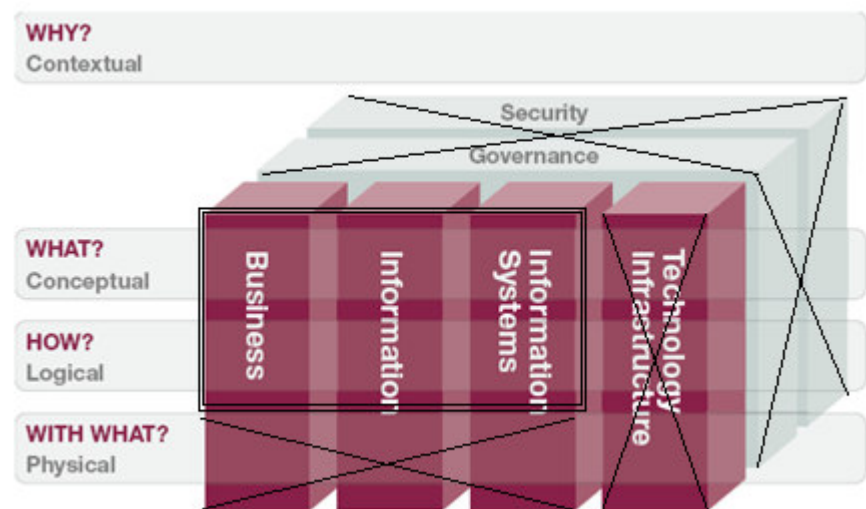 WHY?
Contextual
Security
Governance
WHAT?
Conceptual
HOW?
Logical
WITH WHAT?
Physical
Business
Information
Information
Systems
Technology
Infrastructure